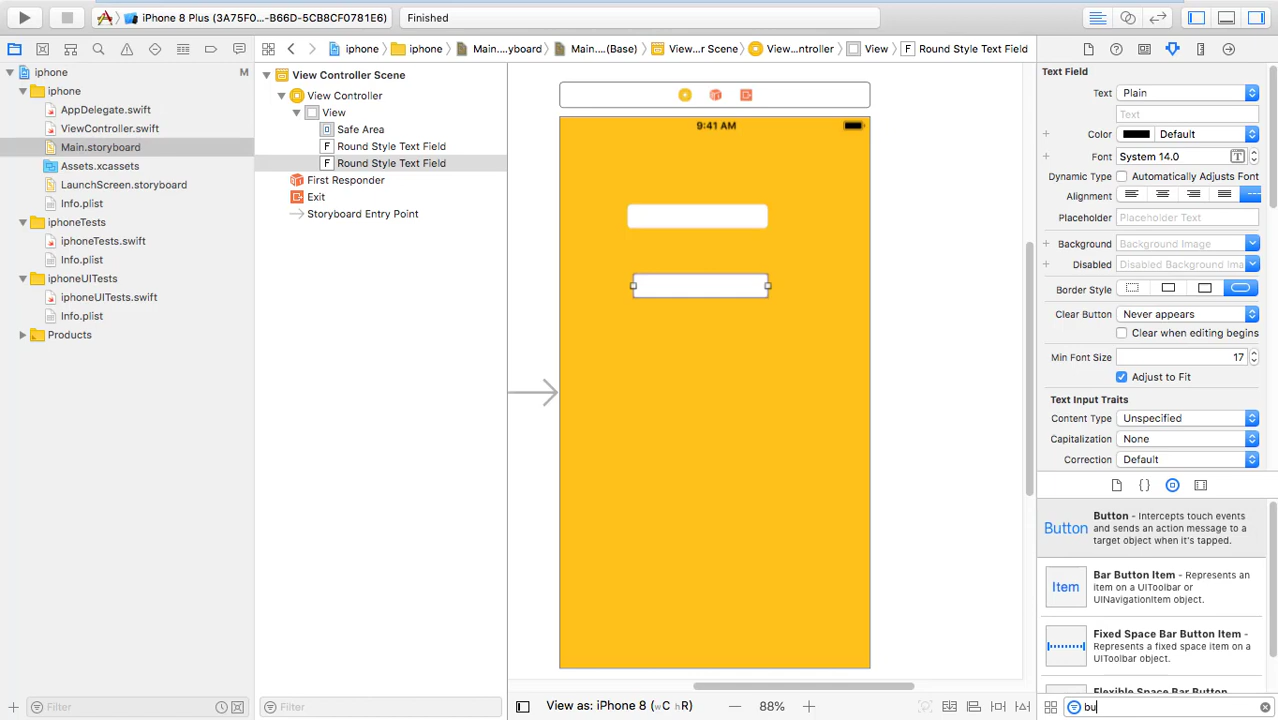 iPhone 8 Plus (3A75F0...-B66D-5CB8CF0781E6)
Finished
iphone
iphone
Main....yboard
Main....(Base)
View...r Scene
View...ntroller
View
F Round Style Text Field
iphone M
iphone
AppDelegate.swift
ViewController.swift
Main.storyboard
Assets.xcassets
LaunchScreen.storyboard
Info.plist
iphoneTests
iphoneTests.swift
Info.plist
iphoneUITests
iphoneUITests.swift
Info.plist
Products
View Controller Scene
View Controller
View
Safe Area
F Round Style Text Field
F Round Style Text Field
First Responder
Exit
Storyboard Entry Point
9:41 AM
Text Field
Text Plain
Text
Color Default
Font System 14.0 T
Dynamic Type Automatically Adjusts Font
Alignment
Placeholder Placeholder Text
Background Background Image
Disabled Disabled Background Ima
Border Style
Clear Button Never appears
Clear when editing begins
Min Font Size 17
Adjust to Fit
Text Input Traits
Content Type Unspecified
Capitalization None
Correction Default
Button
Button - Intercepts touch events
and sends an action message to a
target object when it's tapped.
Item
Bar Button Item - Represents an
item on a UIToolbar or
UINavigationItem object.
Fixed Space Bar Button Item -
Represents a fixed space item on a
UIToolbar object.
Flexible Space Bar Button
Filter
Filter
View as: iPhone 8 (wC hR)
88%
bu